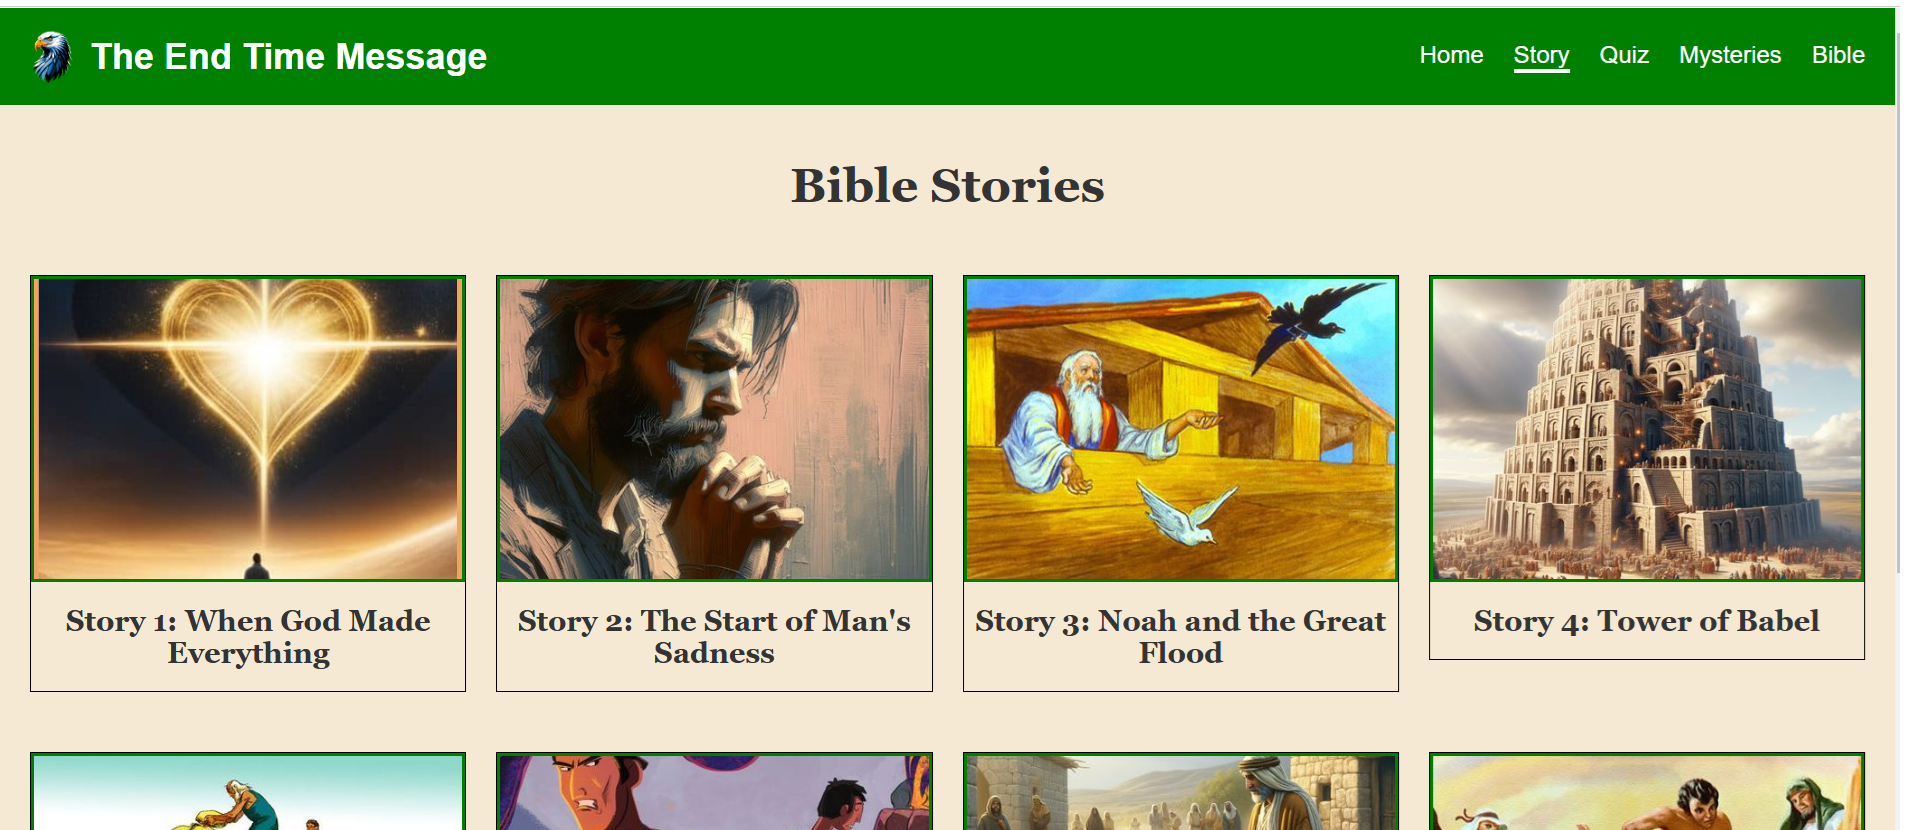 The End Time Message
Home Story Quiz Mysteries Bible
Bible Stories
Story 1: When God Made
Everything
Story 2: The Start of Man's
Sadness
Story 3: Noah and the Great
Flood
Story 4: Tower of Babel